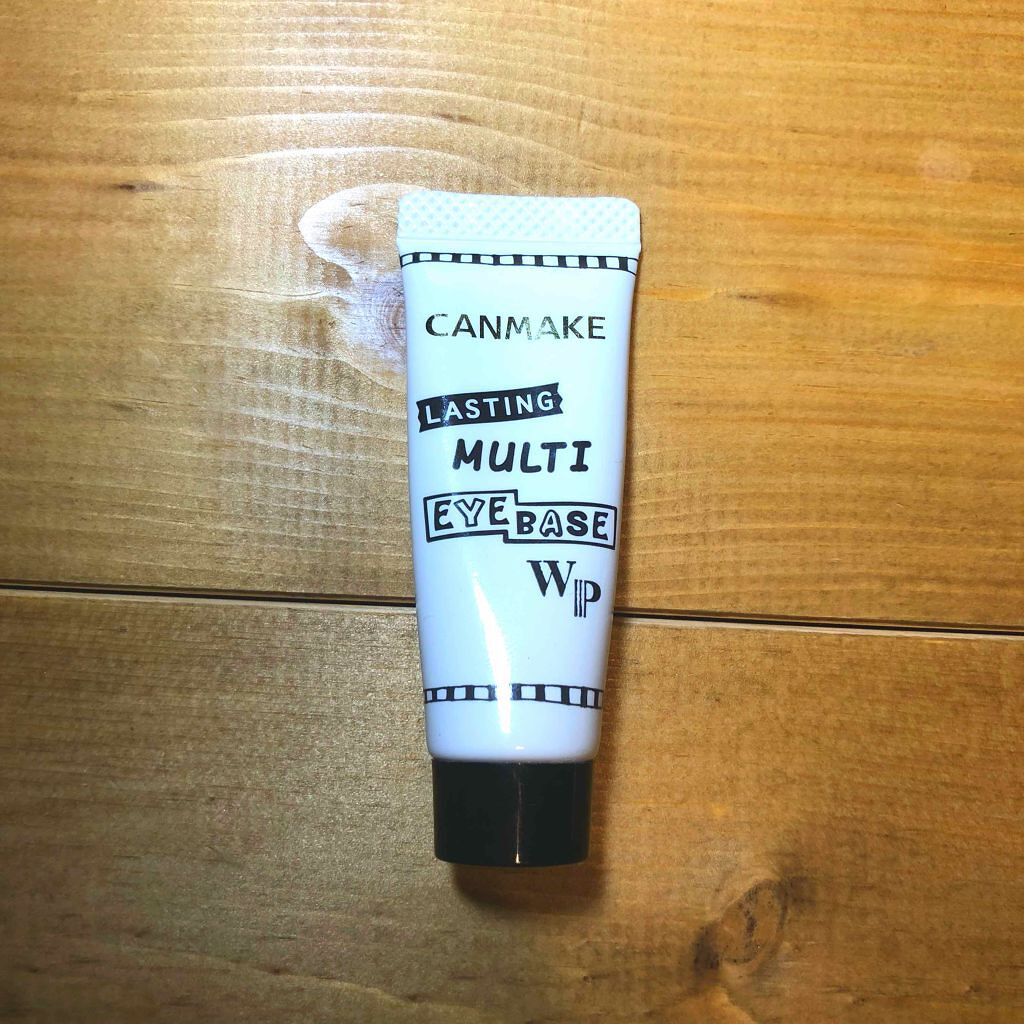 CANMAKE
LASTING
MULTI
EYE BASE
WP